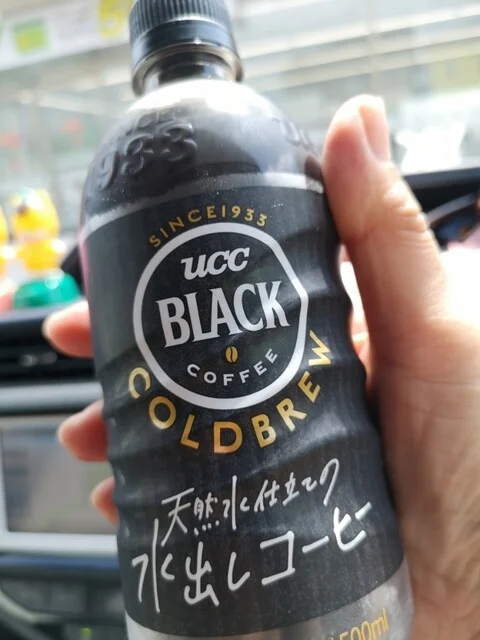 1933
SINCE1933
UCC
BLACK
COFFEE
COLDBREW
天然水仕立ての
水出しコーヒー
500ml